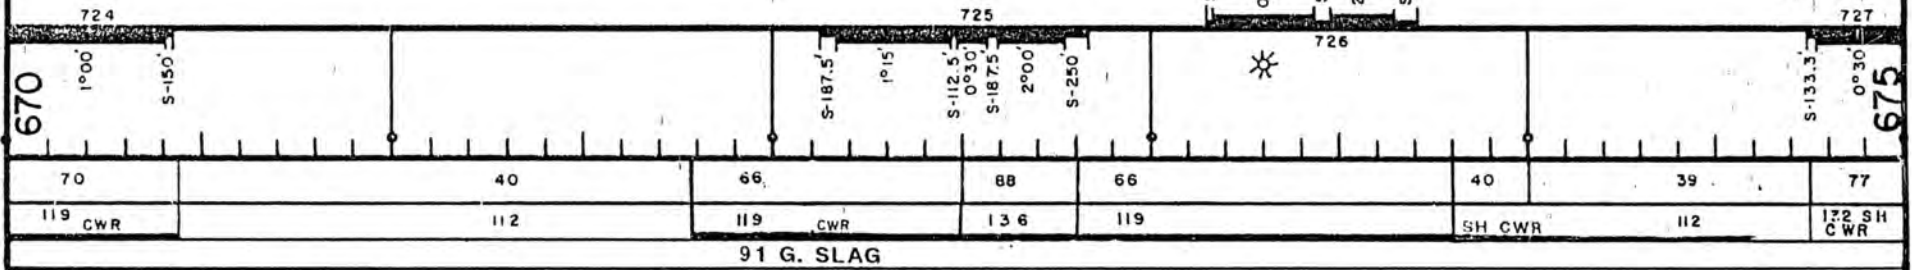 724
725
726
727
1°00'
S-150'
S-187.5'
1°15'
S-112.5'
0°30'
S-187.5'
2°00'
S-250'
S-133.3'
0°30'
670
675
70
40
66
88
66
40
39
77
119 CWR
112
119 CWR
136
119
SH CWR
112
132 SH
CWR
91 G. SLAG